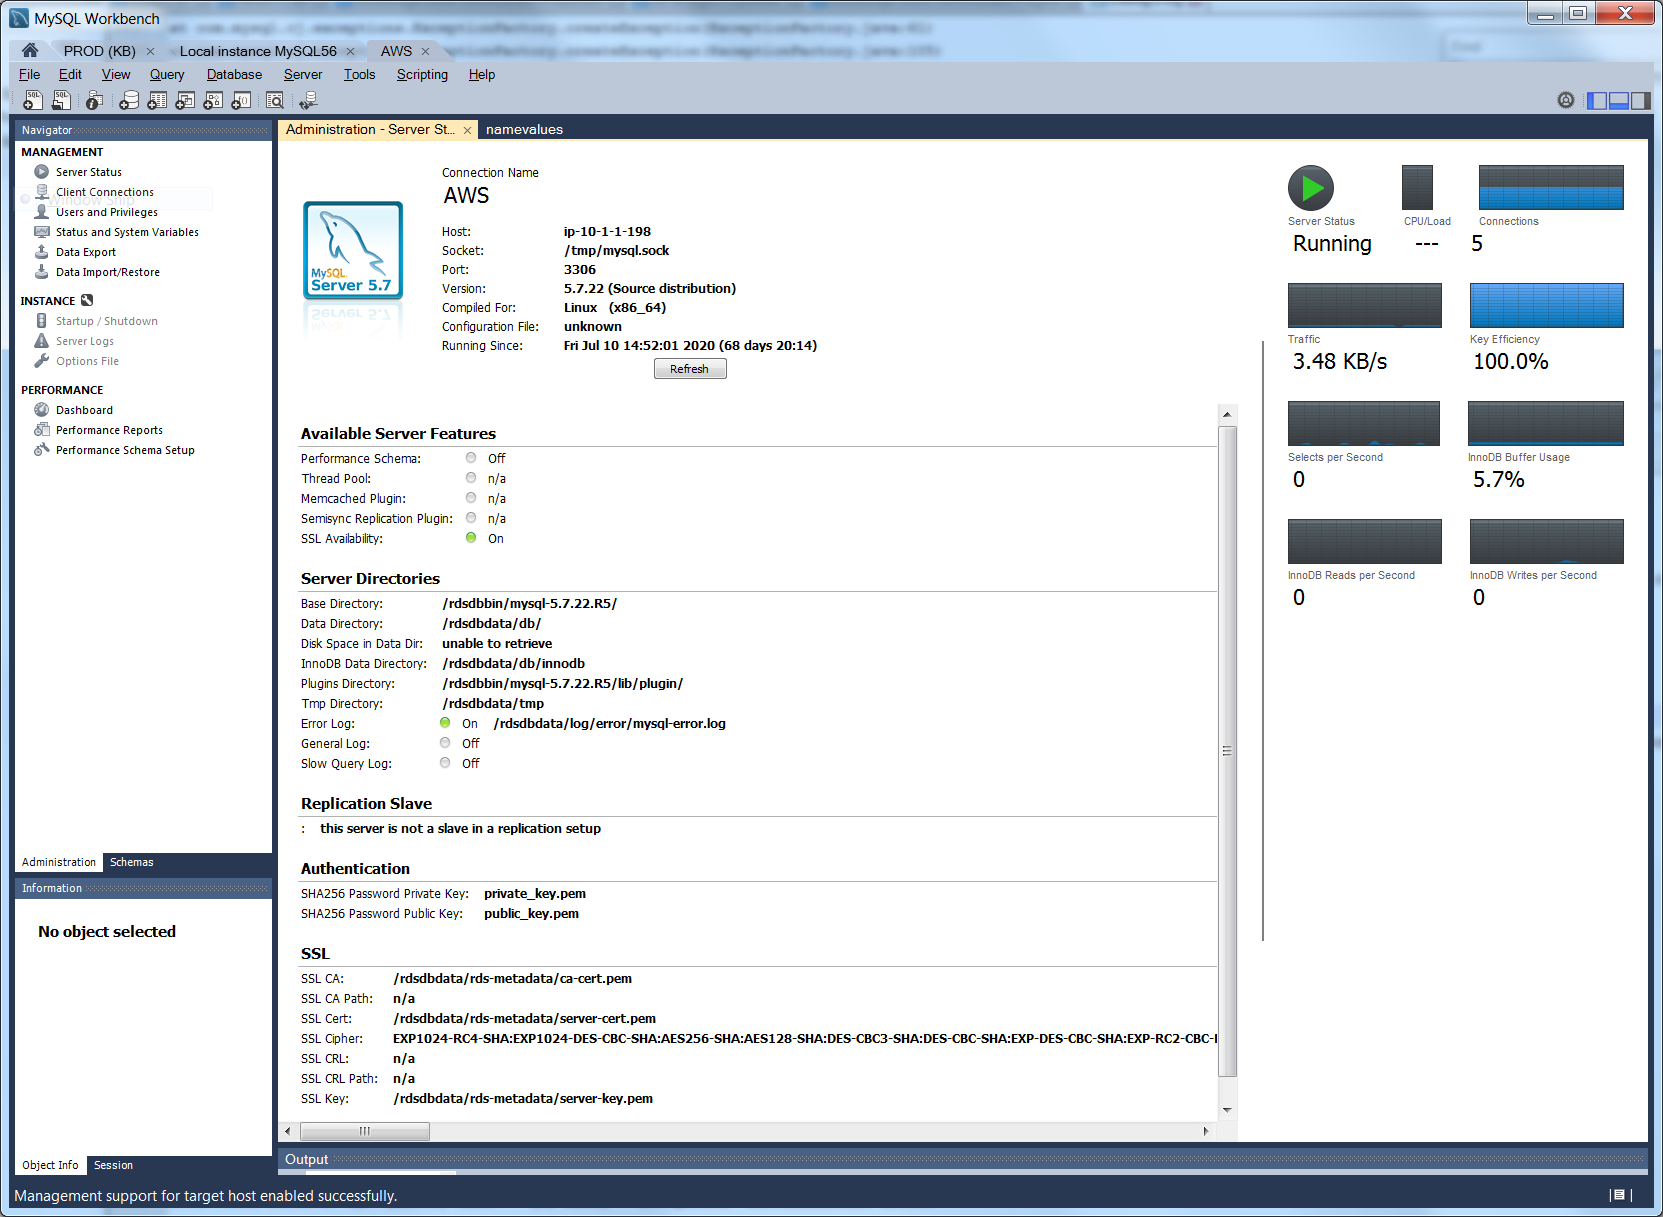 MySQL Workbench
at com.mysql.cj.exceptions.ExceptionFactory.createException(ExceptionFactory.java:61)
PROD (KB)
Local instance MySQL56
AWS
File Edit View Query Database Server Tools Scripting Help
Navigator
Administration - Server St...
namevalues
MANAGEMENT
Server Status
Client Connections
Users and Privileges
Status and System Variables
Data Export
Data Import/Restore
INSTANCE
Startup / Shutdown
Server Logs
Options File
PERFORMANCE
Dashboard
Performance Reports
Performance Schema Setup
Administration Schemas
Information
No object selected
Object Info Session
Connection Name
AWS
MySQL
Server 5.7
Host: ip-10-1-1-198
Socket: /tmp/mysql.sock
Port: 3306
Version: 5.7.22 (Source distribution)
Compiled For: Linux (x86_64)
Configuration File: unknown
Running Since: Fri Jul 10 14:52:01 2020 (68 days 20:14)
Refresh
Available Server Features
Performance Schema: Off
Thread Pool: n/a
Memcached Plugin: n/a
Semisync Replication Plugin: n/a
SSL Availability: On
Server Directories
Base Directory: /rdsdbbin/mysql-5.7.22.R5/
Data Directory: /rdsdbdata/db/
Disk Space in Data Dir: unable to retrieve
InnoDB Data Directory: /rdsdbdata/db/innodb
Plugins Directory: /rdsdbbin/mysql-5.7.22.R5/lib/plugin/
Tmp Directory: /rdsdbdata/tmp
Error Log: On /rdsdbdata/log/error/mysql-error.log
General Log: Off
Slow Query Log: Off
Replication Slave
: this server is not a slave in a replication setup
Authentication
SHA256 Password Private Key: private_key.pem
SHA256 Password Public Key: public_key.pem
SSL
SSL CA: /rdsdbdata/rds-metadata/ca-cert.pem
SSL CA Path: n/a
SSL Cert: /rdsdbdata/rds-metadata/server-cert.pem
SSL Cipher: EXP1024-RC4-SHA:EXP1024-DES-CBC-SHA:AES256-SHA:AES128-SHA:DES-CBC3-SHA:DES-CBC-SHA:EXP-DES-CBC-SHA:EXP-RC2-CBC-
SSL CRL: n/a
SSL CRL Path: n/a
SSL Key: /rdsdbdata/rds-metadata/server-key.pem
Server Status
Running
CPU/Load
---
Connections
5
Traffic
3.48 KB/s
Key Efficiency
100.0%
Selects per Second
0
InnoDB Buffer Usage
5.7%
InnoDB Reads per Second
0
InnoDB Writes per Second
0
Output
Management support for target host enabled successfully.